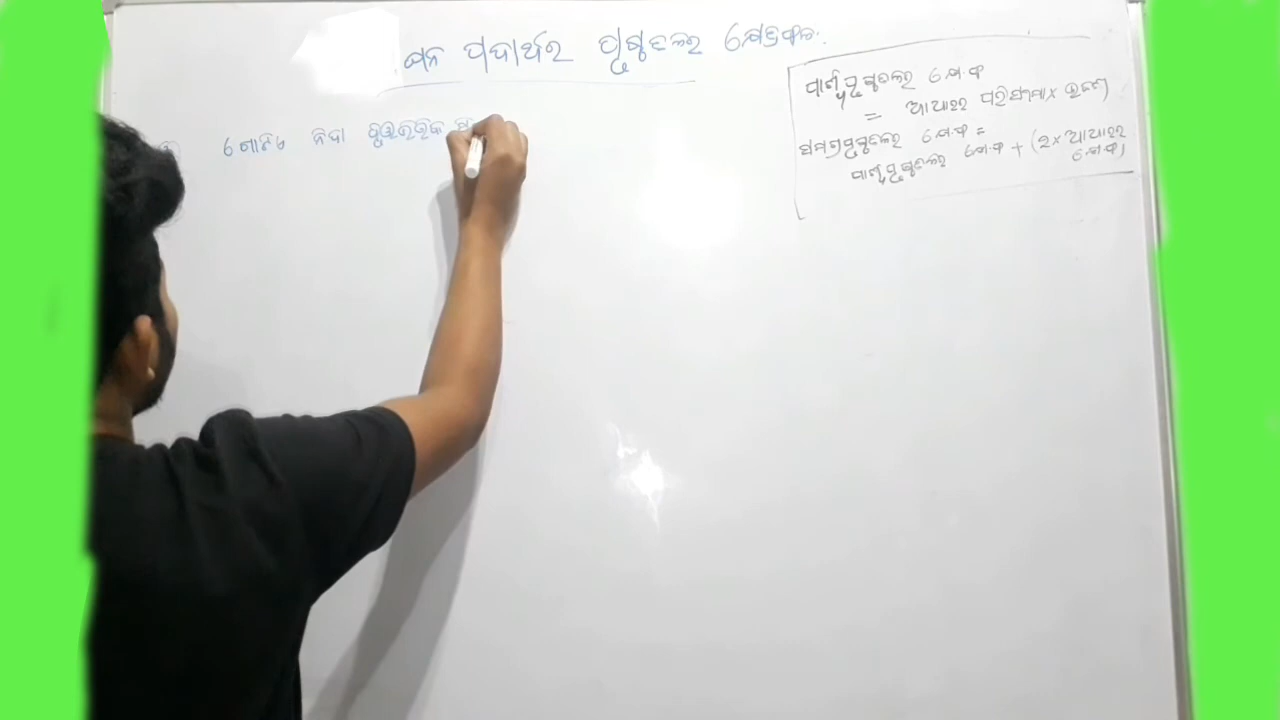 ଘନ ପଦାର୍ଥର ପୃଷ୍ଠତଳର କ୍ଷେତ୍ରଫଳ
ପାର୍ଶ୍ୱପୃଷ୍ଠତଳର କ୍ଷେ.ଫ
= ଆଧାରର ପରିସୀମା x ଉଚ୍ଚତା
ସମଗ୍ରପୃଷ୍ଠତଳର କ୍ଷେ.ଫ =
ପାର୍ଶ୍ୱପୃଷ୍ଠତଳର କ୍ଷେ.ଫ + (2 x ଆଧାରର
କ୍ଷେ.ଫ)
ଗୋଟିଏ ନିଦା ବୃତ୍ତଭୂମିକ